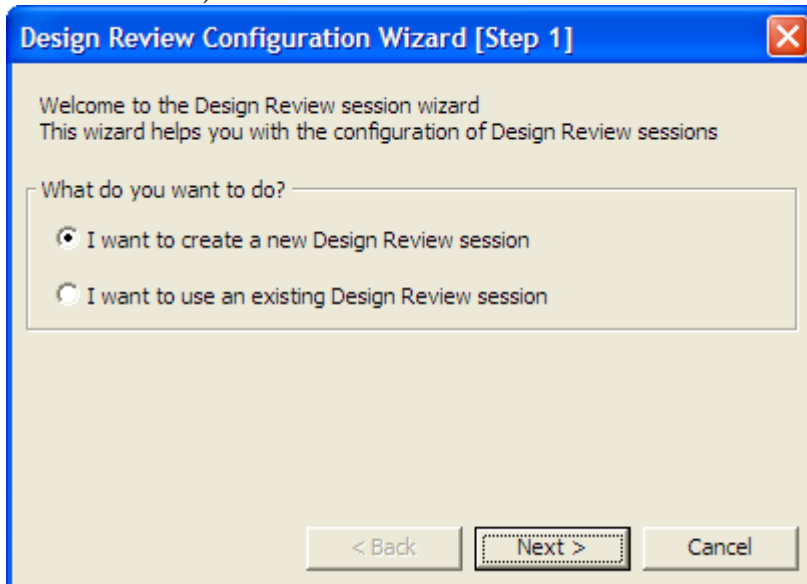 Design Review Configuration Wizard [Step 1]
Welcome to the Design Review session wizard
This wizard helps you with the configuration of Design Review sessions
What do you want to do?
I want to create a new Design Review session
I want to use an existing Design Review session
< Back Next > Cancel